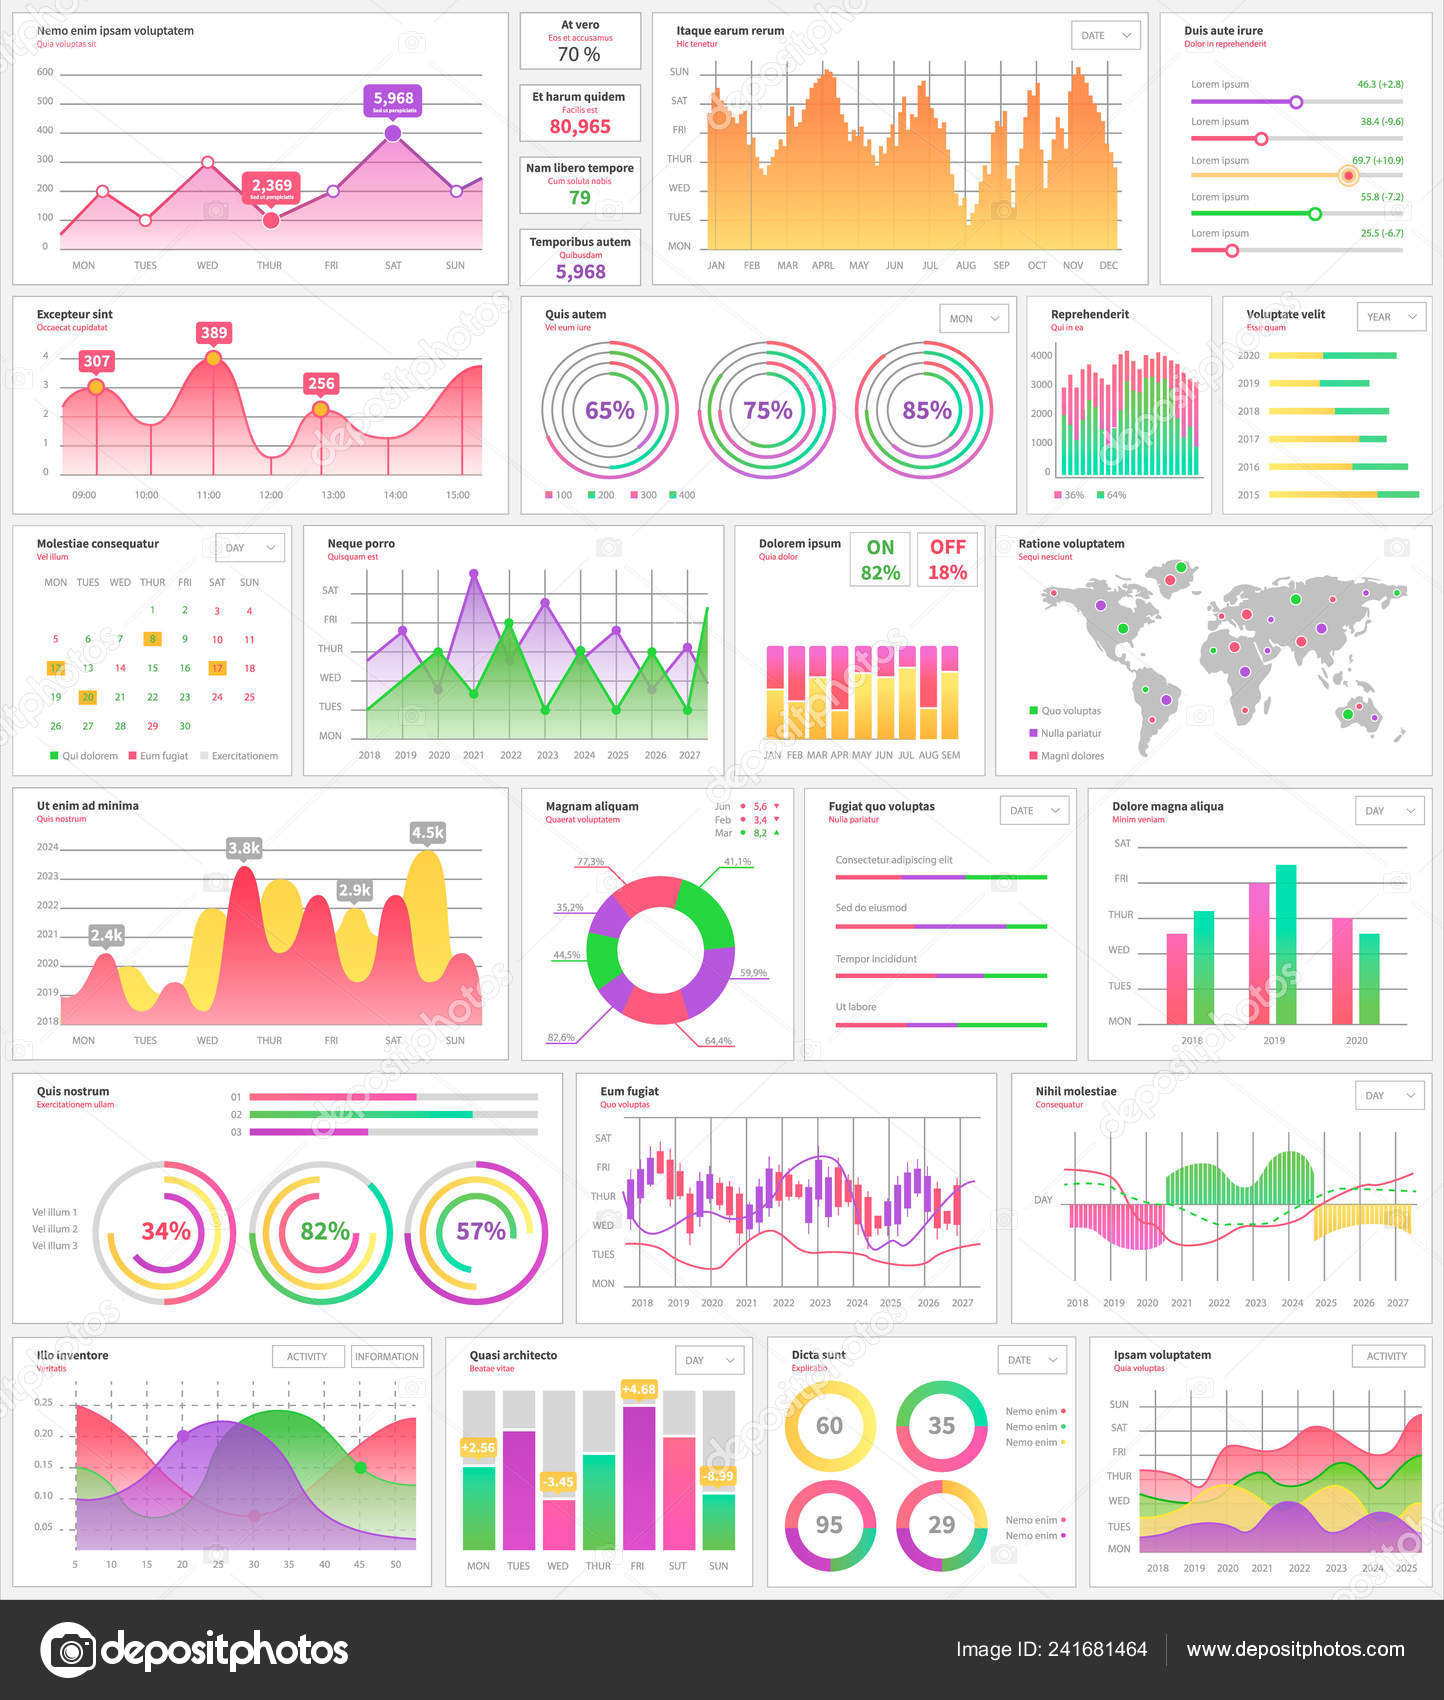 Nemo enim ipsam voluptatem
Quia voluptas sit
600
500
400
300
200
100
0
5,968
Sed ut perspiciatis
2,369
Sed ut perspiciatis
MON TUES WED THUR FRI SAT SUN
At vero
Eos et accusamus
70 %
Et harum quidem
Facilis est
80,965
Nam libero tempore
Cum soluta nobis
79
Temporibus autem
Quibusdam
5,968
Itaque earum rerum
Hic tenetur
DATE
SUN
SAT
FRI
THUR
WED
TUES
MON
JAN FEB MAR APRL MAY JUN JUL AUG SEP OCT NOV DEC
Duis aute irure
Dolor in reprehenderit
Lorem ipsum 46.3 (+2.8)
Lorem ipsum 38.4 (-9.6)
Lorem ipsum 69.7 (+10.9)
Lorem ipsum 55.8 (-7.2)
Lorem ipsum 25.5 (-6.7)
Excepteur sint
Occaecat cupidatat
4
3
2
1
0
307
389
256
09:00 10:00 11:00 12:00 13:00 14:00 15:00
Quis autem
Vel eum iure
MON
65% 75% 85%
100 200 300 400
Reprehenderit
Qui in ea
4000
3000
2000
1000
0
36% 64%
Voluptate velit
Esse quam
YEAR
2020
2019
2018
2017
2016
2015
Molestiae consequatur
Vel illum
DAY
MON TUES WED THUR FRI SAT SUN
1 2 3 4
5 6 7 8 9 10 11
12 13 14 15 16 17 18
19 20 21 22 23 24 25
26 27 28 29 30
Qui dolorem Eum fugiat Exercitationem
Neque porro
Quisquam est
SAT
FRI
THUR
WED
TUES
MON
2018 2019 2020 2021 2022 2023 2024 2025 2026 2027
Dolorem ipsum
Quia dolor
ON
82%
OFF
18%
JAN FEB MAR APR MAY JUN JUL AUG SEM
Ratione voluptatem
Sequi nesciunt
Quo voluptas
Nulla pariatur
Magni dolores
Ut enim ad minima
Quis nostrum
2024
2023
2022
2021
2020
2019
2018
2.4k
3.8k
2.9k
4.5k
MON TUES WED THUR FRI SAT SUN
Magnam aliquam
Quaerat voluptatem
Jun 5,6
Feb 3,4
Mar 8,2
77,3%
41,1%
35,2%
44,5%
59,9%
82,6%
64,4%
Fugiat quo voluptas
Nulla pariatur
DATE
Consectetur adipiscing elit
Sed do eiusmod
Tempor incididunt
Ut labore
Dolore magna aliqua
Minim veniam
DAY
SAT
FRI
THUR
WED
TUES
MON
2018 2019 2020
Quis nostrum
Exercitationem ullam
01
02
03
Vel illum 1
Vel illum 2
Vel illum 3
34% 82% 57%
Eum fugiat
Quo voluptas
SAT
FRI
THUR
WED
TUES
MON
2018 2019 2020 2021 2022 2023 2024 2025 2026 2027
Nihil molestiae
Consequatur
DAY
DAY
2018 2019 2020 2021 2022 2023 2024 2025 2026 2027
Illo inventore
Veritatis
ACTIVITY INFORMATION
0.25
0.20
0.15
0.10
0.05
5 10 15 20 25 30 35 40 45 50
Quasi architecto
Beatae vitae
DAY
+2.56
-3.45
+4.68
-8.99
MON TUES WED THUR FRI SUT SUN
Dicta sunt
Explicabo
DATE
60 35
Nemo enim
Nemo enim
Nemo enim
95 29
Nemo enim
Nemo enim
Ipsam voluptatem
Quia voluptas
ACTIVITY
SUN
SAT
FRI
THUR
WED
TUES
MON
2018 2019 2020 2021 2022 2023 2024 2025
depositphotos
Image ID: 241681464
www.depositphotos.com